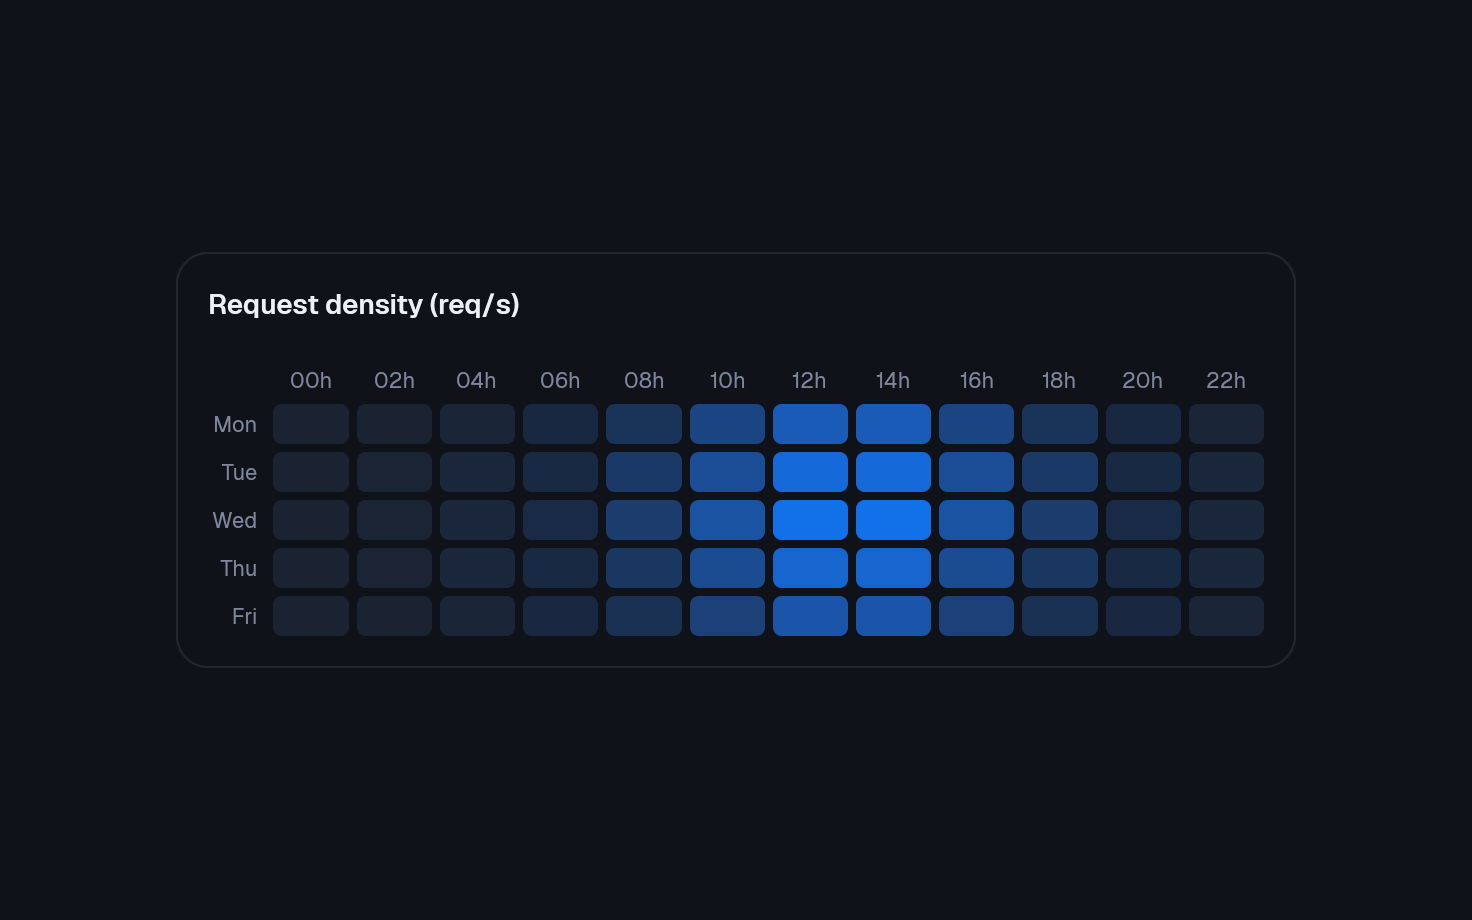 Request density (req/s)
00h 02h 04h 06h 08h 10h 12h 14h 16h 18h 20h 22h
Mon
Tue
Wed
Thu
Fri